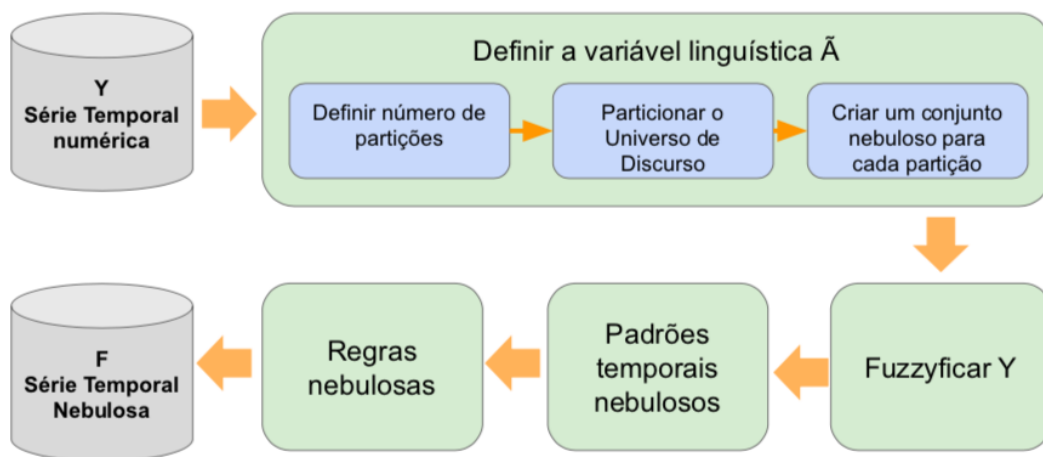 Y
Série Temporal
numérica
Definir a variável linguística Ã
Definir número de
partições
Particionar o
Universo de
Discurso
Criar um conjunto
nebuloso para
cada partição
F
Série Temporal
Nebulosa
Regras
nebulosas
Padrões
temporais
nebulosos
Fuzzyficar Y